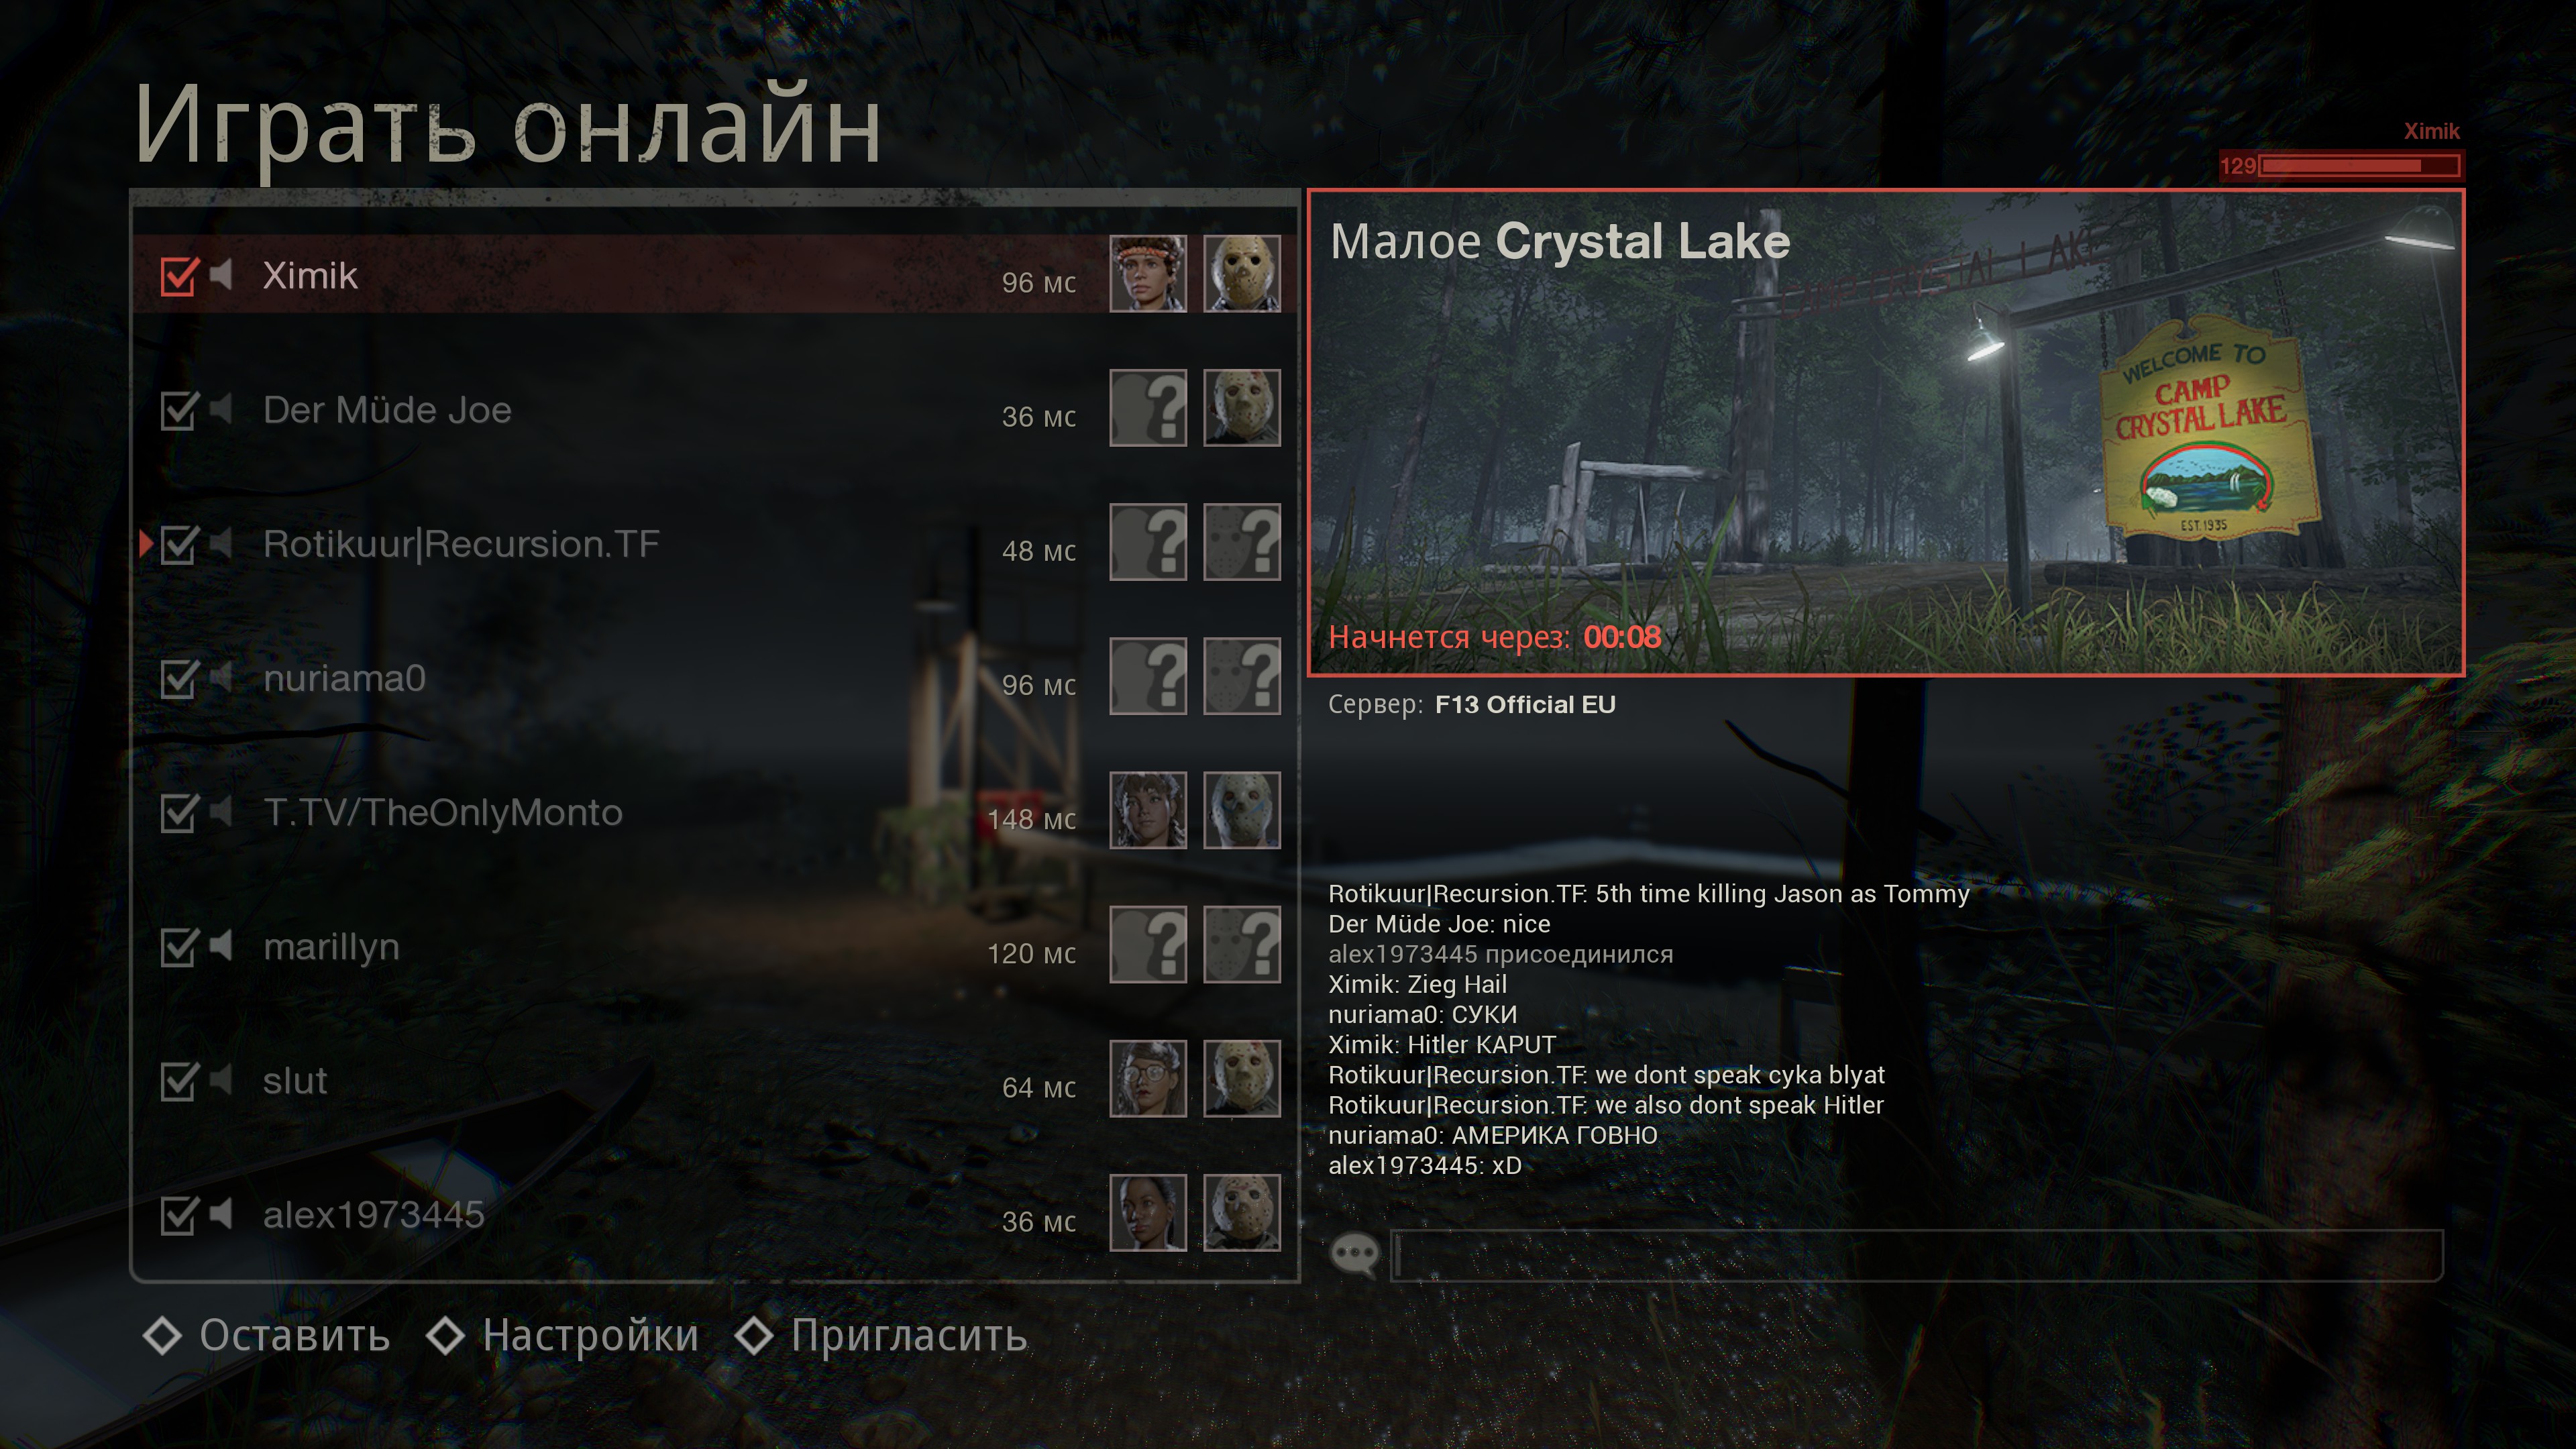 Играть онлайн
Ximik
129
Ximik
96 мс
Der Müde Joe
36 мс
Rotikuur|Recursion.TF
48 мс
nuriama0
96 мс
T.TV/TheOnlyMonto
148 мс
marillyn
120 мс
slut
64 мс
alex1973445
36 мс
Малое Crystal Lake
CAMP CRYSTAL LAKE
WELCOME TO
CAMP
CRYSTAL LAKE
EST. 1935
Начнется через: 00:08
Сервер: F13 Official EU
Rotikuur|Recursion.TF: 5th time killing Jason as Tommy
Der Müde Joe: nice
alex1973445 присоединился
Ximik: Zieg Hail
nuriama0: СУКИ
Ximik: Hitler KAPUT
Rotikuur|Recursion.TF: we dont speak cyka blyat
Rotikuur|Recursion.TF: we also dont speak Hitler
nuriama0: АМЕРИКА ГОВНО
alex1973445: xD
Оставить
Настройки
Пригласить